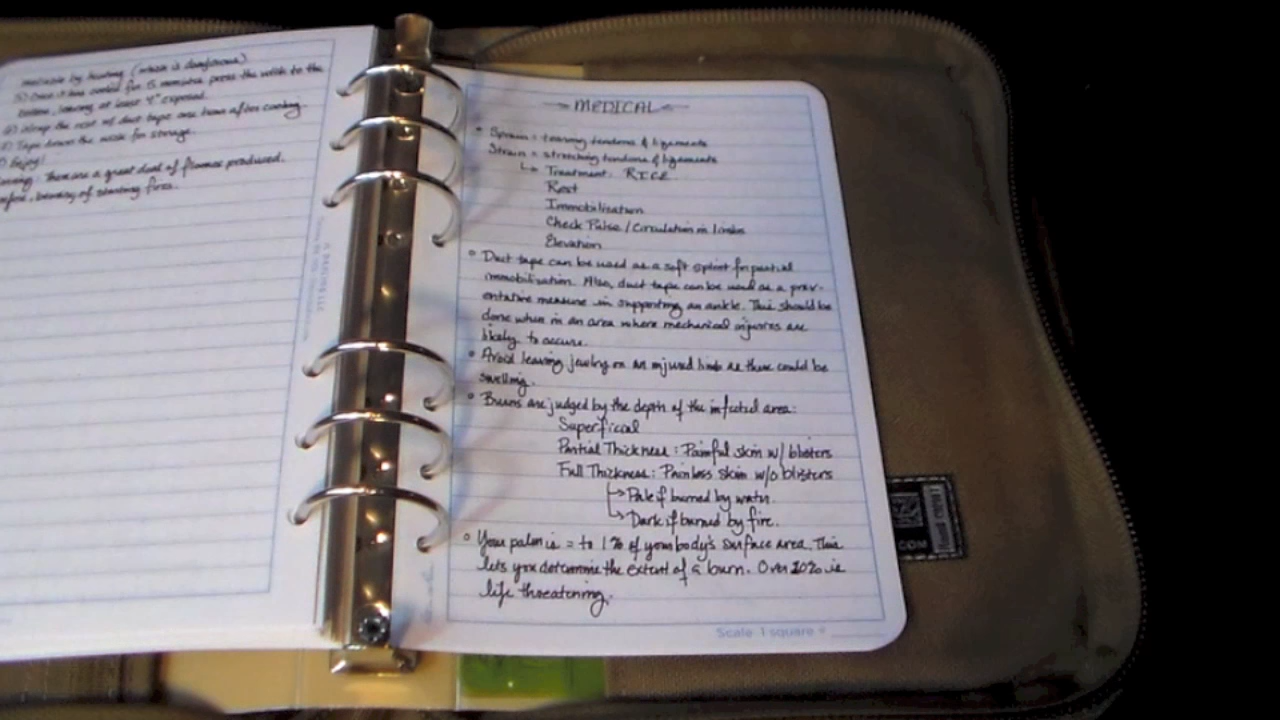 meltable by heating (which is dangerous)
5) Once it has cooled for 5 minutes press the wick to the
bottom, leaving at least "1" exposed.
6) Wrap the rest of duct tape one turn after cooling
7) Tape down the wick for storage.
Enjoy!
There are a great deal of flames produced.
beware of starting fires.
MEDICAL
° Sprain = tearing tendons & ligaments
Strain = stretching tendons & ligaments
↳ Treatment: RICE
Rest
Immobilization
Check Pulse / Circulation in limbs
Elevation
° Duct tape can be used as a soft splint for partial
immobilization. Also, duct tape can be used as a prev-
entative measure in supporting an ankle. This should be
done when in an area where mechanical injuries are
likely to occure.
° Avoid leaving jewlry on an injured limb as there could be
swelling.
° Burns are judged by the depth of the infected area:
Superficial
Partial Thickness: Painful skin w/ blisters
Full Thickness: Painless skin w/o blisters
↳ Pale if burned by water.
↳ Dark if burned by fire.
° Your palm is = to 1% of your body's surface area. This
lets you determine the extent of a burn. Over 20% is
life threatening.
Scale 1 square =
.COM